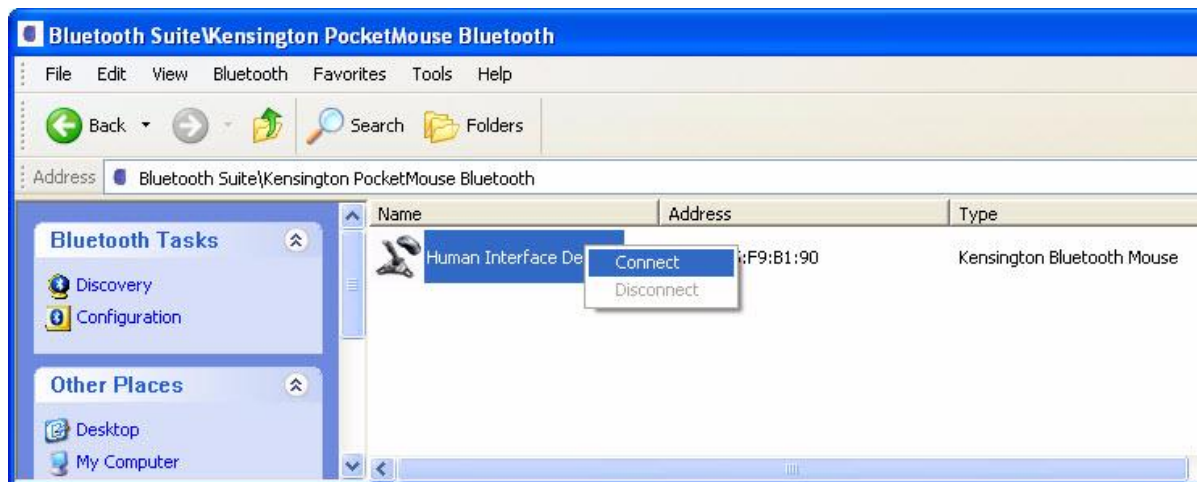 Bluetooth Suite\Kensington PocketMouse Bluetooth
File Edit View Bluetooth Favorites Tools Help
Back Search Folders
Address Bluetooth Suite\Kensington PocketMouse Bluetooth
Name Address Type
Bluetooth Tasks
Human Interface De :F9:B1:90 Kensington Bluetooth Mouse
Connect
Disconnect
Discovery
Configuration
Other Places
Desktop
My Computer